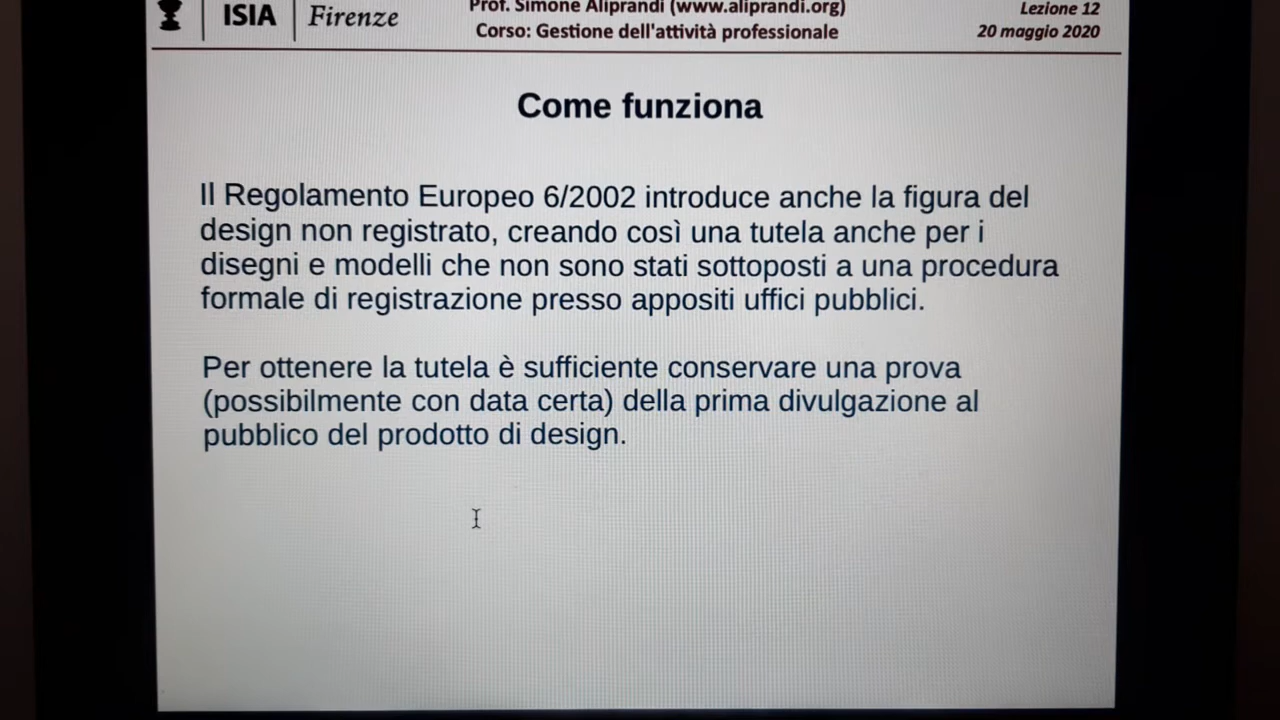 ISIA Firenze
Prof. Simone Aliprandi (www.aliprandi.org)
Corso: Gestione dell'attività professionale
Lezione 12
20 maggio 2020
Come funziona
Il Regolamento Europeo 6/2002 introduce anche la figura del
design non registrato, creando così una tutela anche per i
disegni e modelli che non sono stati sottoposti a una procedura
formale di registrazione presso appositi uffici pubblici.
Per ottenere la tutela è sufficiente conservare una prova
(possibilmente con data certa) della prima divulgazione al
pubblico del prodotto di design.